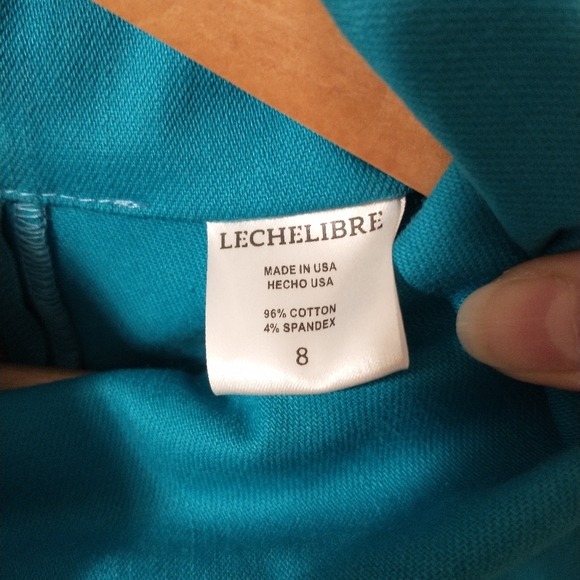 LECHELIBRE
MADE IN USA
HECHO USA
96% COTTON
4% SPANDEX
8